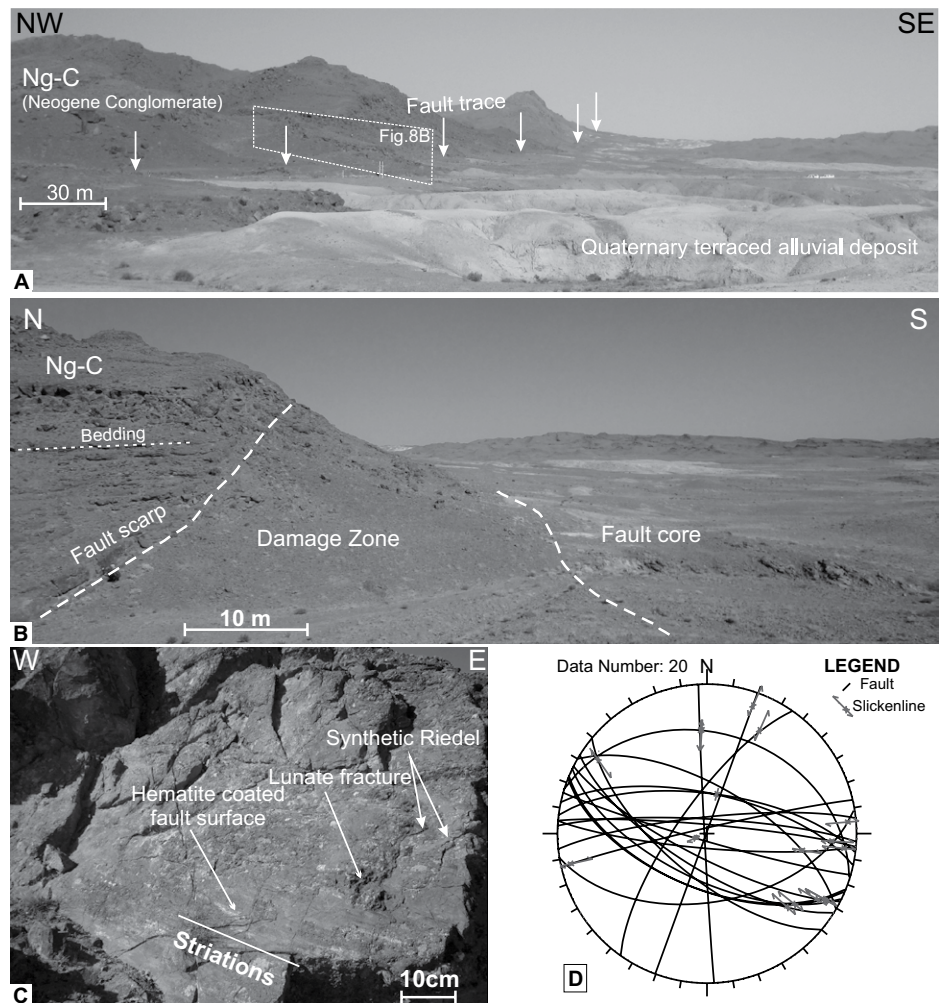 NW
SE
Ng-C
(Neogene Conglomerate)
Fault trace
Fig.8B
30 m
Quaternary terraced alluvial deposit
A
N
S
Ng-C
Bedding
Fault scarp
Damage Zone
Fault core
10 m
B
W
E
Synthetic Riedel
Lunate fracture
Hematite coated
fault surface
Striations
10cm
C
Data Number: 20
N
LEGEND
Fault
Slickenline
D